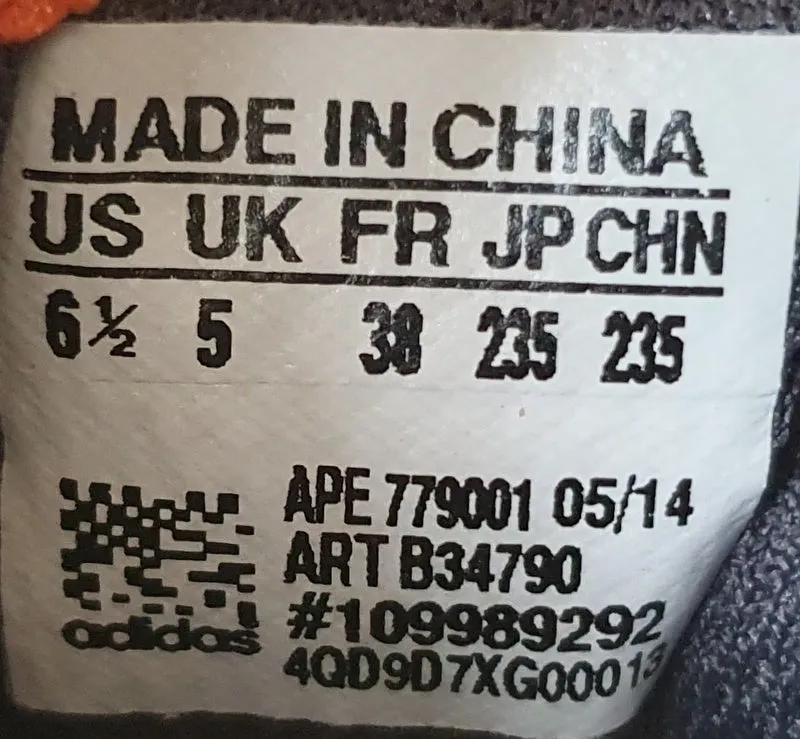 MADE IN CHINA
US UK FR JP CHN
6½ 5 38 235 235
APE 779001 05/14
ART B34790
#109989292
adidas
4QD9D7XG00013